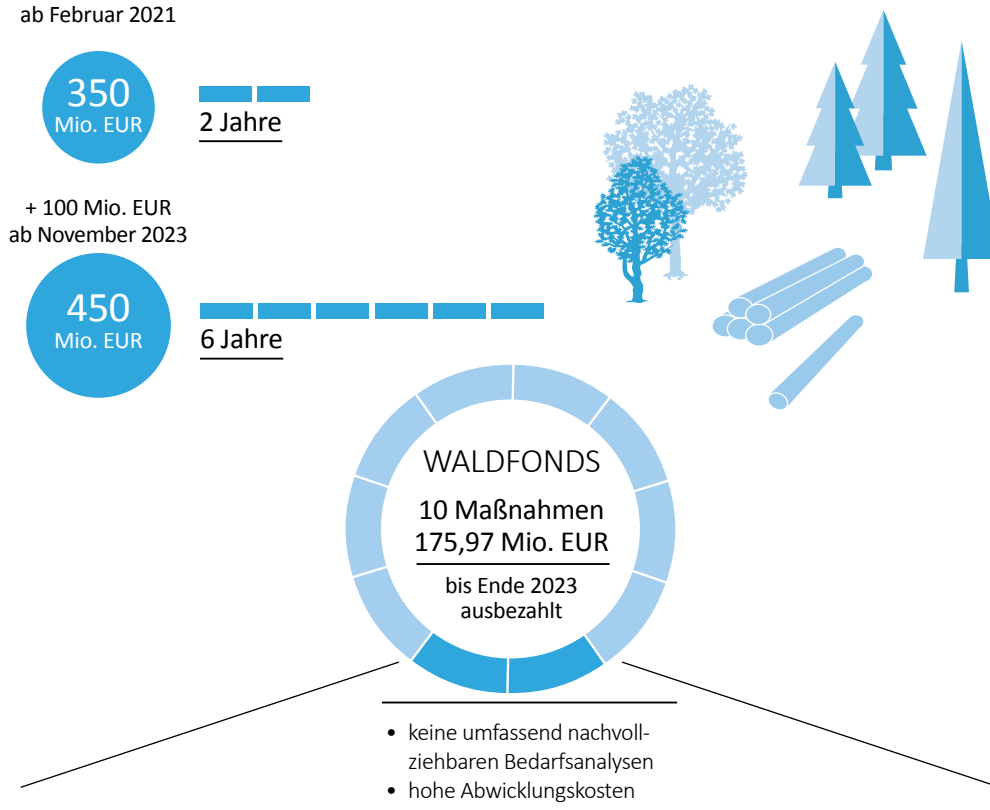 ab Februar 2021
350
Mio. EUR
2 Jahre
+ 100 Mio. EUR
ab November 2023
450
Mio. EUR
6 Jahre
WALDFONDS
10 Maßnahmen
175,97 Mio. EUR
bis Ende 2023
ausbezahlt
• keine umfassend nachvoll-
ziehbaren Bedarfsanalysen
• hohe Abwicklungskosten